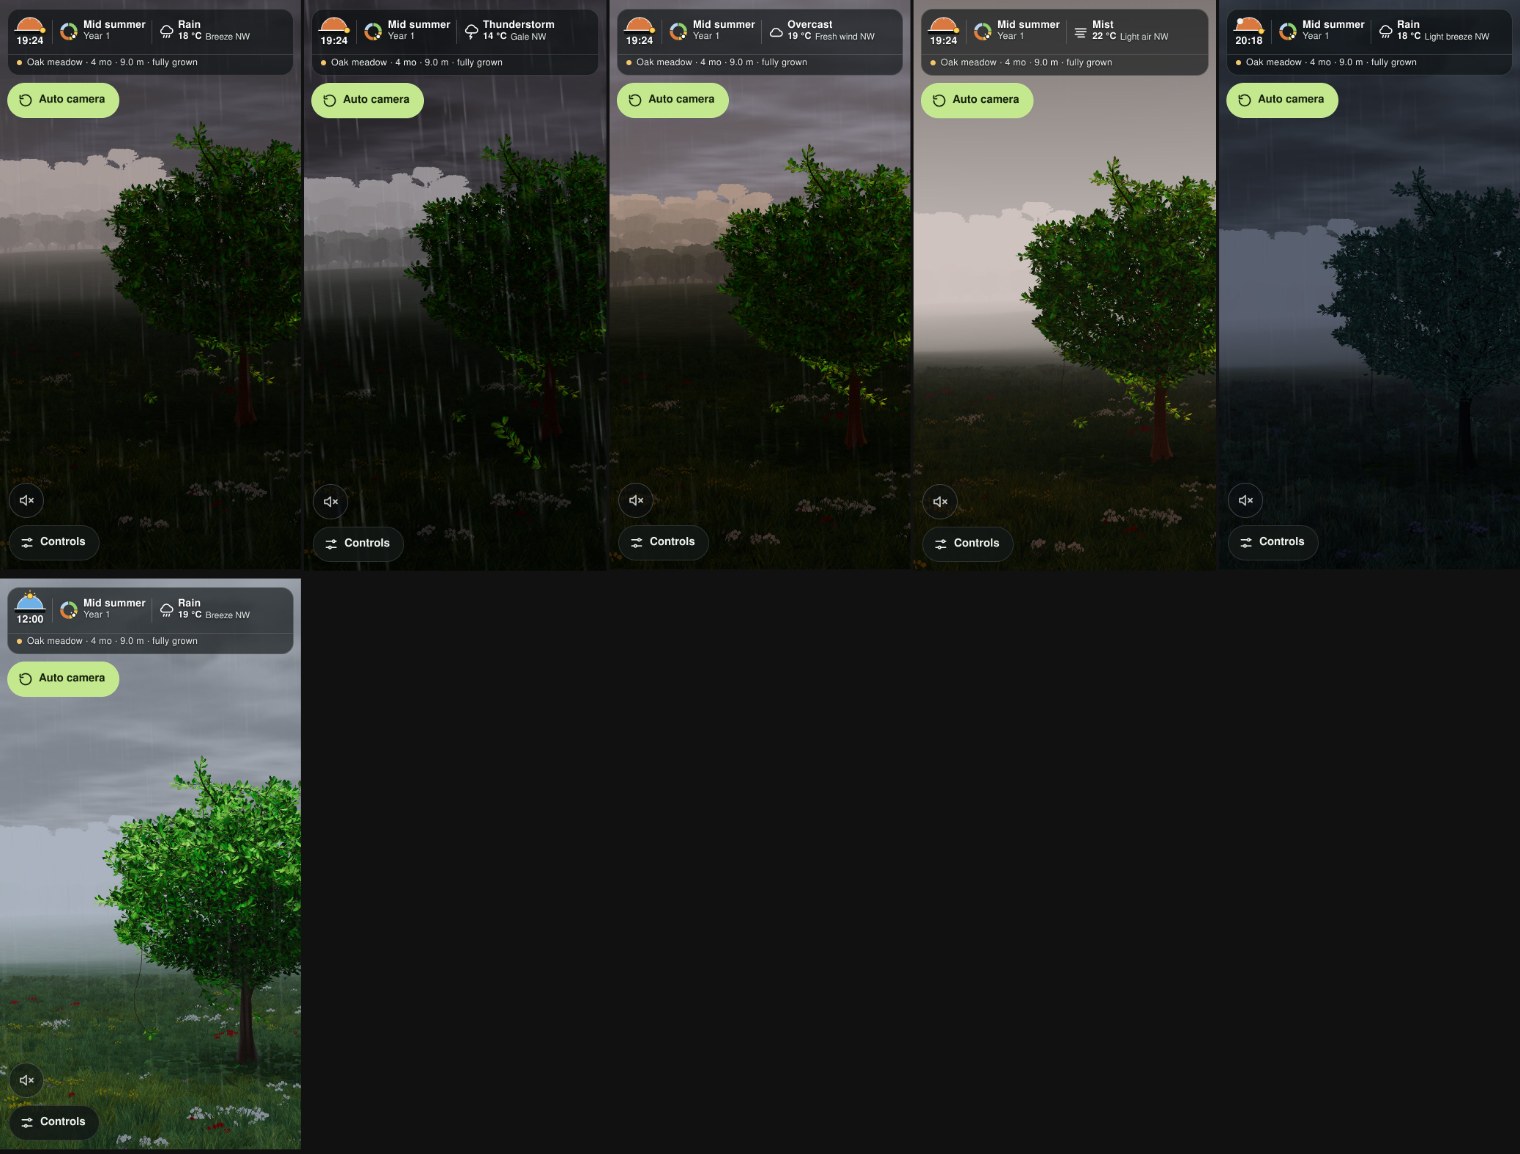 19:24
Mid summer
Year 1
Rain
18 °C Breeze NW
Oak meadow · 4 mo · 9.0 m · fully grown
Auto camera
Controls
19:24
Mid summer
Year 1
Thunderstorm
14 °C Gale NW
Oak meadow · 4 mo · 9.0 m · fully grown
Auto camera
Controls
19:24
Mid summer
Year 1
Overcast
19 °C Fresh wind NW
Oak meadow · 4 mo · 9.0 m · fully grown
Auto camera
Controls
19:24
Mid summer
Year 1
Mist
22 °C Light air NW
Oak meadow · 4 mo · 9.0 m · fully grown
Auto camera
Controls
20:18
Mid summer
Year 1
Rain
18 °C Light breeze NW
Oak meadow · 4 mo · 9.0 m · fully grown
Auto camera
Controls
12:00
Mid summer
Year 1
Rain
19 °C Breeze NW
Oak meadow · 4 mo · 9.0 m · fully grown
Auto camera
Controls